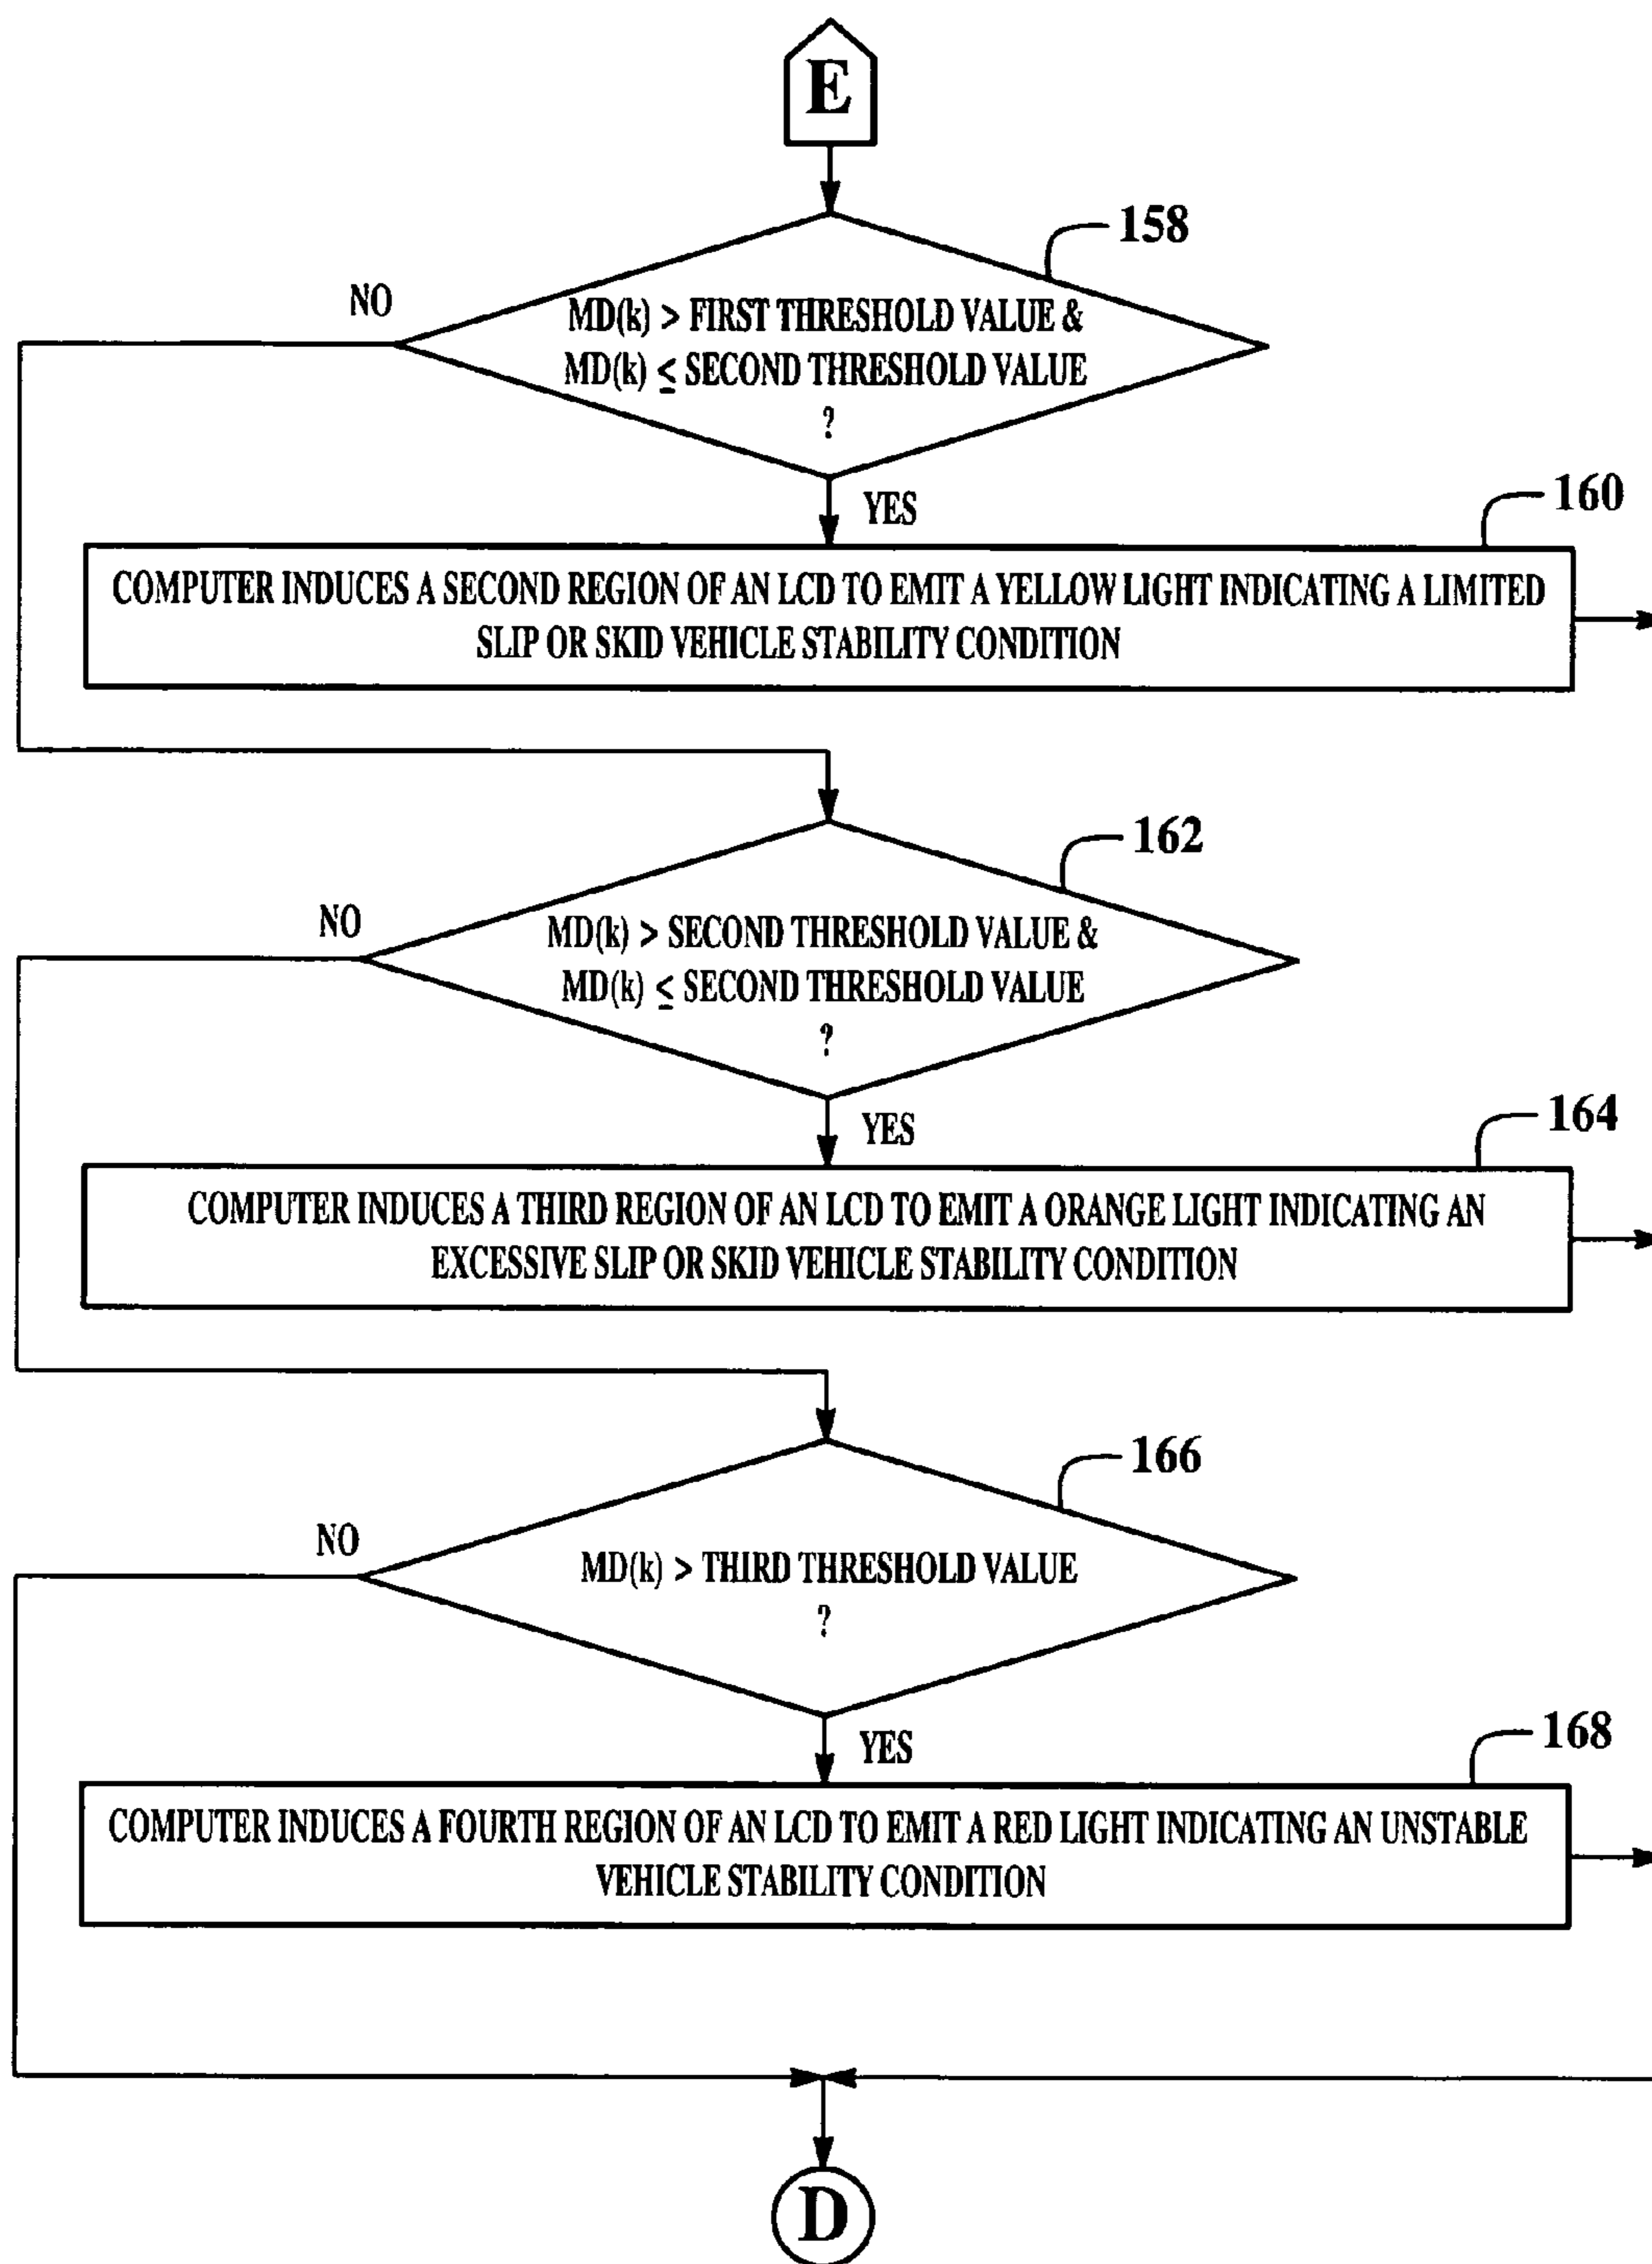 E
158
NO
MD(k) > FIRST THRESHOLD VALUE &
MD(k) ≤ SECOND THRESHOLD VALUE
?
YES
160
COMPUTER INDUCES A SECOND REGION OF AN LCD TO EMIT A YELLOW LIGHT INDICATING A LIMITED
SLIP OR SKID VEHICLE STABILITY CONDITION
162
NO
MD(k) > SECOND THRESHOLD VALUE &
MD(k) ≤ SECOND THRESHOLD VALUE
?
YES
164
COMPUTER INDUCES A THIRD REGION OF AN LCD TO EMIT A ORANGE LIGHT INDICATING AN
EXCESSIVE SLIP OR SKID VEHICLE STABILITY CONDITION
166
NO
MD(k) > THIRD THRESHOLD VALUE
?
YES
168
COMPUTER INDUCES A FOURTH REGION OF AN LCD TO EMIT A RED LIGHT INDICATING AN UNSTABLE
VEHICLE STABILITY CONDITION
D